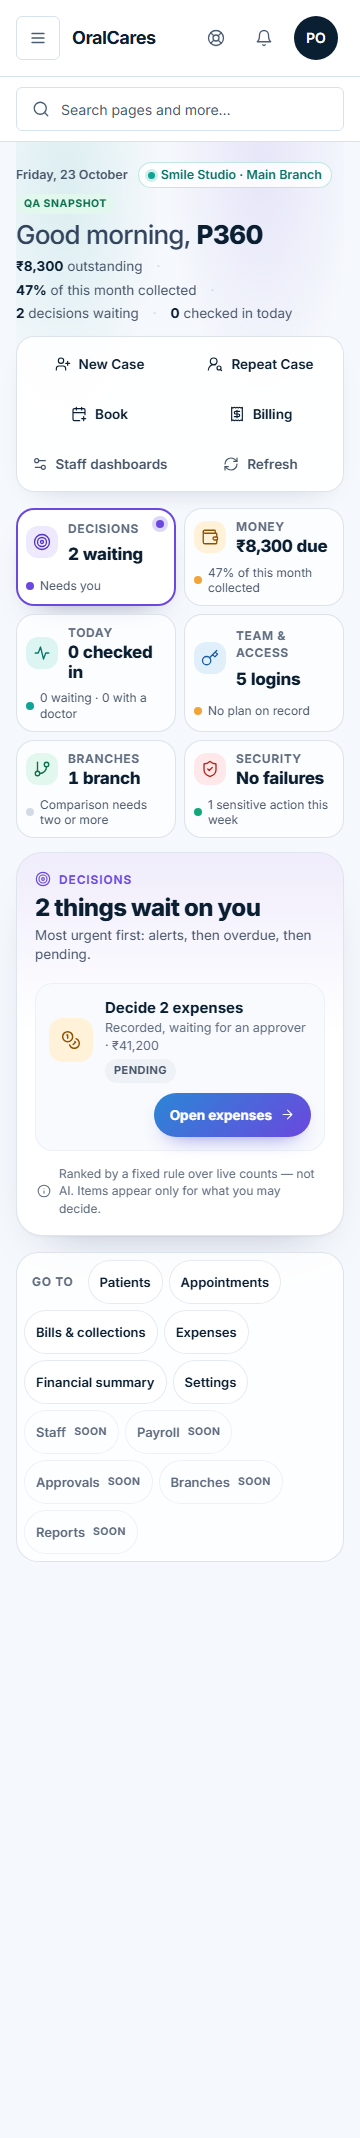 OralCares
PO
Search pages and more...
Friday, 23 October
Smile Studio · Main Branch
QA SNAPSHOT
Good morning, P360
₹8,300 outstanding ·
47% of this month collected ·
2 decisions waiting · 0 checked in today
New Case
Repeat Case
Book
Billing
Staff dashboards
Refresh
DECISIONS
2 waiting
Needs you
MONEY
₹8,300 due
47% of this month
collected
TODAY
0 checked
in
0 waiting · 0 with a
doctor
TEAM &
ACCESS
5 logins
No plan on record
BRANCHES
1 branch
Comparison needs
two or more
SECURITY
No failures
1 sensitive action this
week
DECISIONS
2 things wait on you
Most urgent first: alerts, then overdue, then
pending.
Decide 2 expenses
Recorded, waiting for an approver
· ₹41,200
PENDING
Open expenses
Ranked by a fixed rule over live counts — not
AI. Items appear only for what you may
decide.
GO TO
Patients
Appointments
Bills & collections
Expenses
Financial summary
Settings
Staff SOON
Payroll SOON
Approvals SOON
Branches SOON
Reports SOON